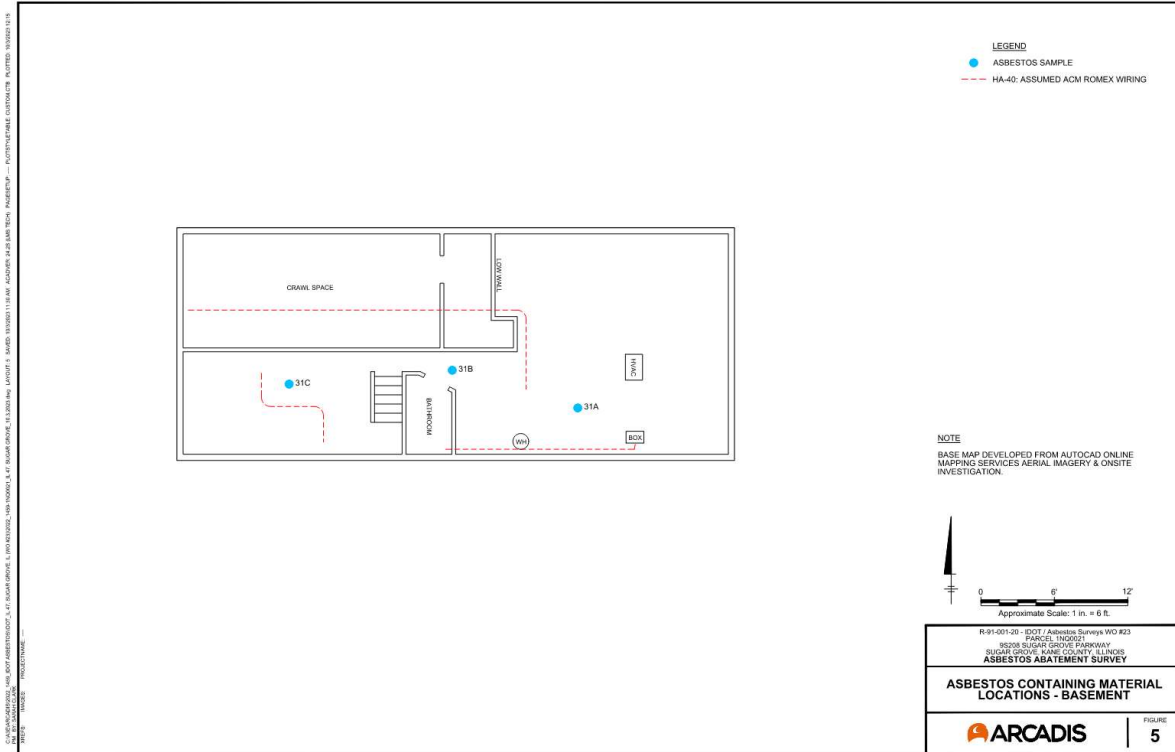 LEGEND
ASBESTOS SAMPLE
HA-40: ASSUMED ACM ROMEX WIRING
CRAWL SPACE
LOW WALL
31C
31B
31A
HVAC
BATHROOM
WH
BOX
NOTE
BASE MAP DEVELOPED FROM AUTOCAD ONLINE
MAPPING SERVICES AERIAL IMAGERY & ONSITE
INVESTIGATION.
0 6' 12'
Approximate Scale: 1 in. = 6 ft.
R-91-001-20 - IDOT / Asbestos Surveys WO #23
PARCEL 1NQ0021
9S208 SUGAR GROVE PARKWAY
SUGAR GROVE, KANE COUNTY, ILLINOIS
ASBESTOS ABATEMENT SURVEY
ASBESTOS CONTAINING MATERIAL
LOCATIONS - BASEMENT
ARCADIS
FIGURE
5
XREFS: IMAGES: PROJECTNAME: ----